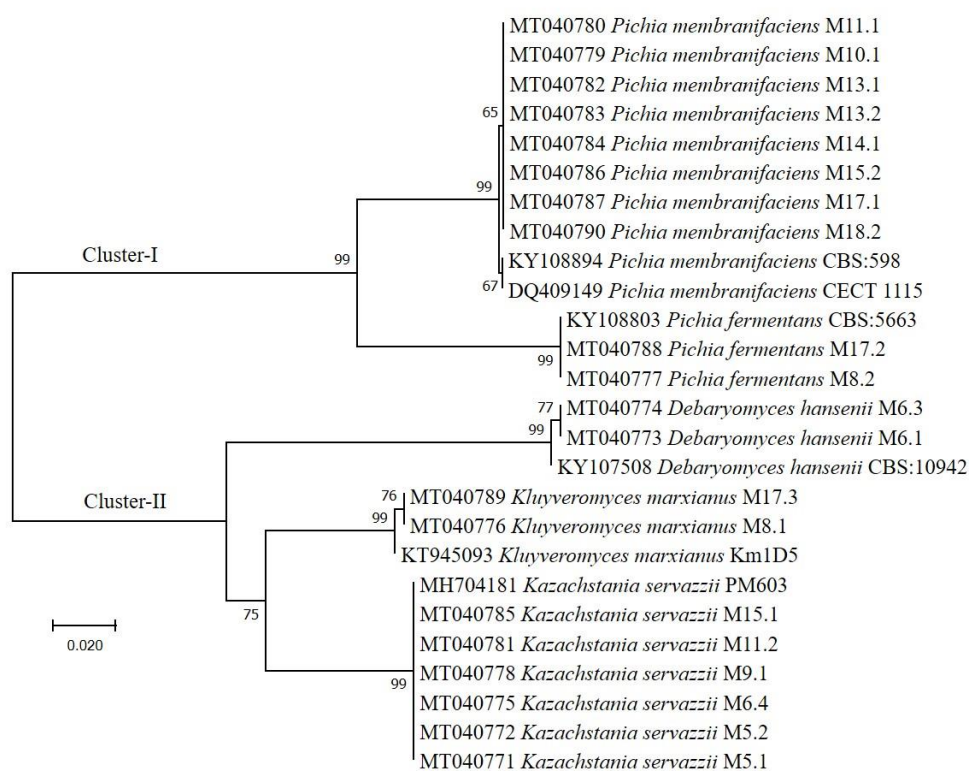 MT040780 Pichia membranifaciens M11.1
MT040779 Pichia membranifaciens M10.1
MT040782 Pichia membranifaciens M13.1
65
MT040783 Pichia membranifaciens M13.2
MT040784 Pichia membranifaciens M14.1
MT040786 Pichia membranifaciens M15.2
99
MT040787 Pichia membranifaciens M17.1
MT040790 Pichia membranifaciens M18.2
Cluster-I
99
KY108894 Pichia membranifaciens CBS:598
67
DQ409149 Pichia membranifaciens CECT 1115
KY108803 Pichia fermentans CBS:5663
MT040788 Pichia fermentans M17.2
99
MT040777 Pichia fermentans M8.2
77
MT040774 Debaryomyces hansenii M6.3
99
MT040773 Debaryomyces hansenii M6.1
KY107508 Debaryomyces hansenii CBS:10942
Cluster-II
76
MT040789 Kluyveromyces marxianus M17.3
99
MT040776 Kluyveromyces marxianus M8.1
KT945093 Kluyveromyces marxianus Km1D5
MH704181 Kazachstania servazzii PM603
75
MT040785 Kazachstania servazzii M15.1
0.020
MT040781 Kazachstania servazzii M11.2
MT040778 Kazachstania servazzii M9.1
99
MT040775 Kazachstania servazzii M6.4
MT040772 Kazachstania servazzii M5.2
MT040771 Kazachstania servazzii M5.1